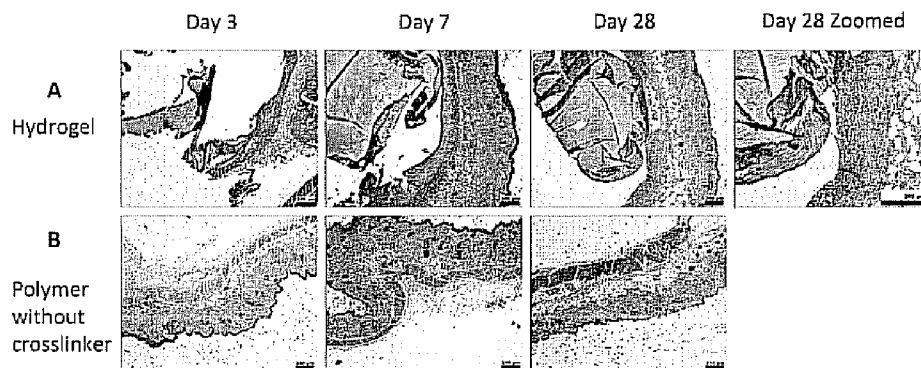 Day 3 Day 7 Day 28 Day 28 Zoomed
A
Hydrogel
B
Polymer
without
crosslinker